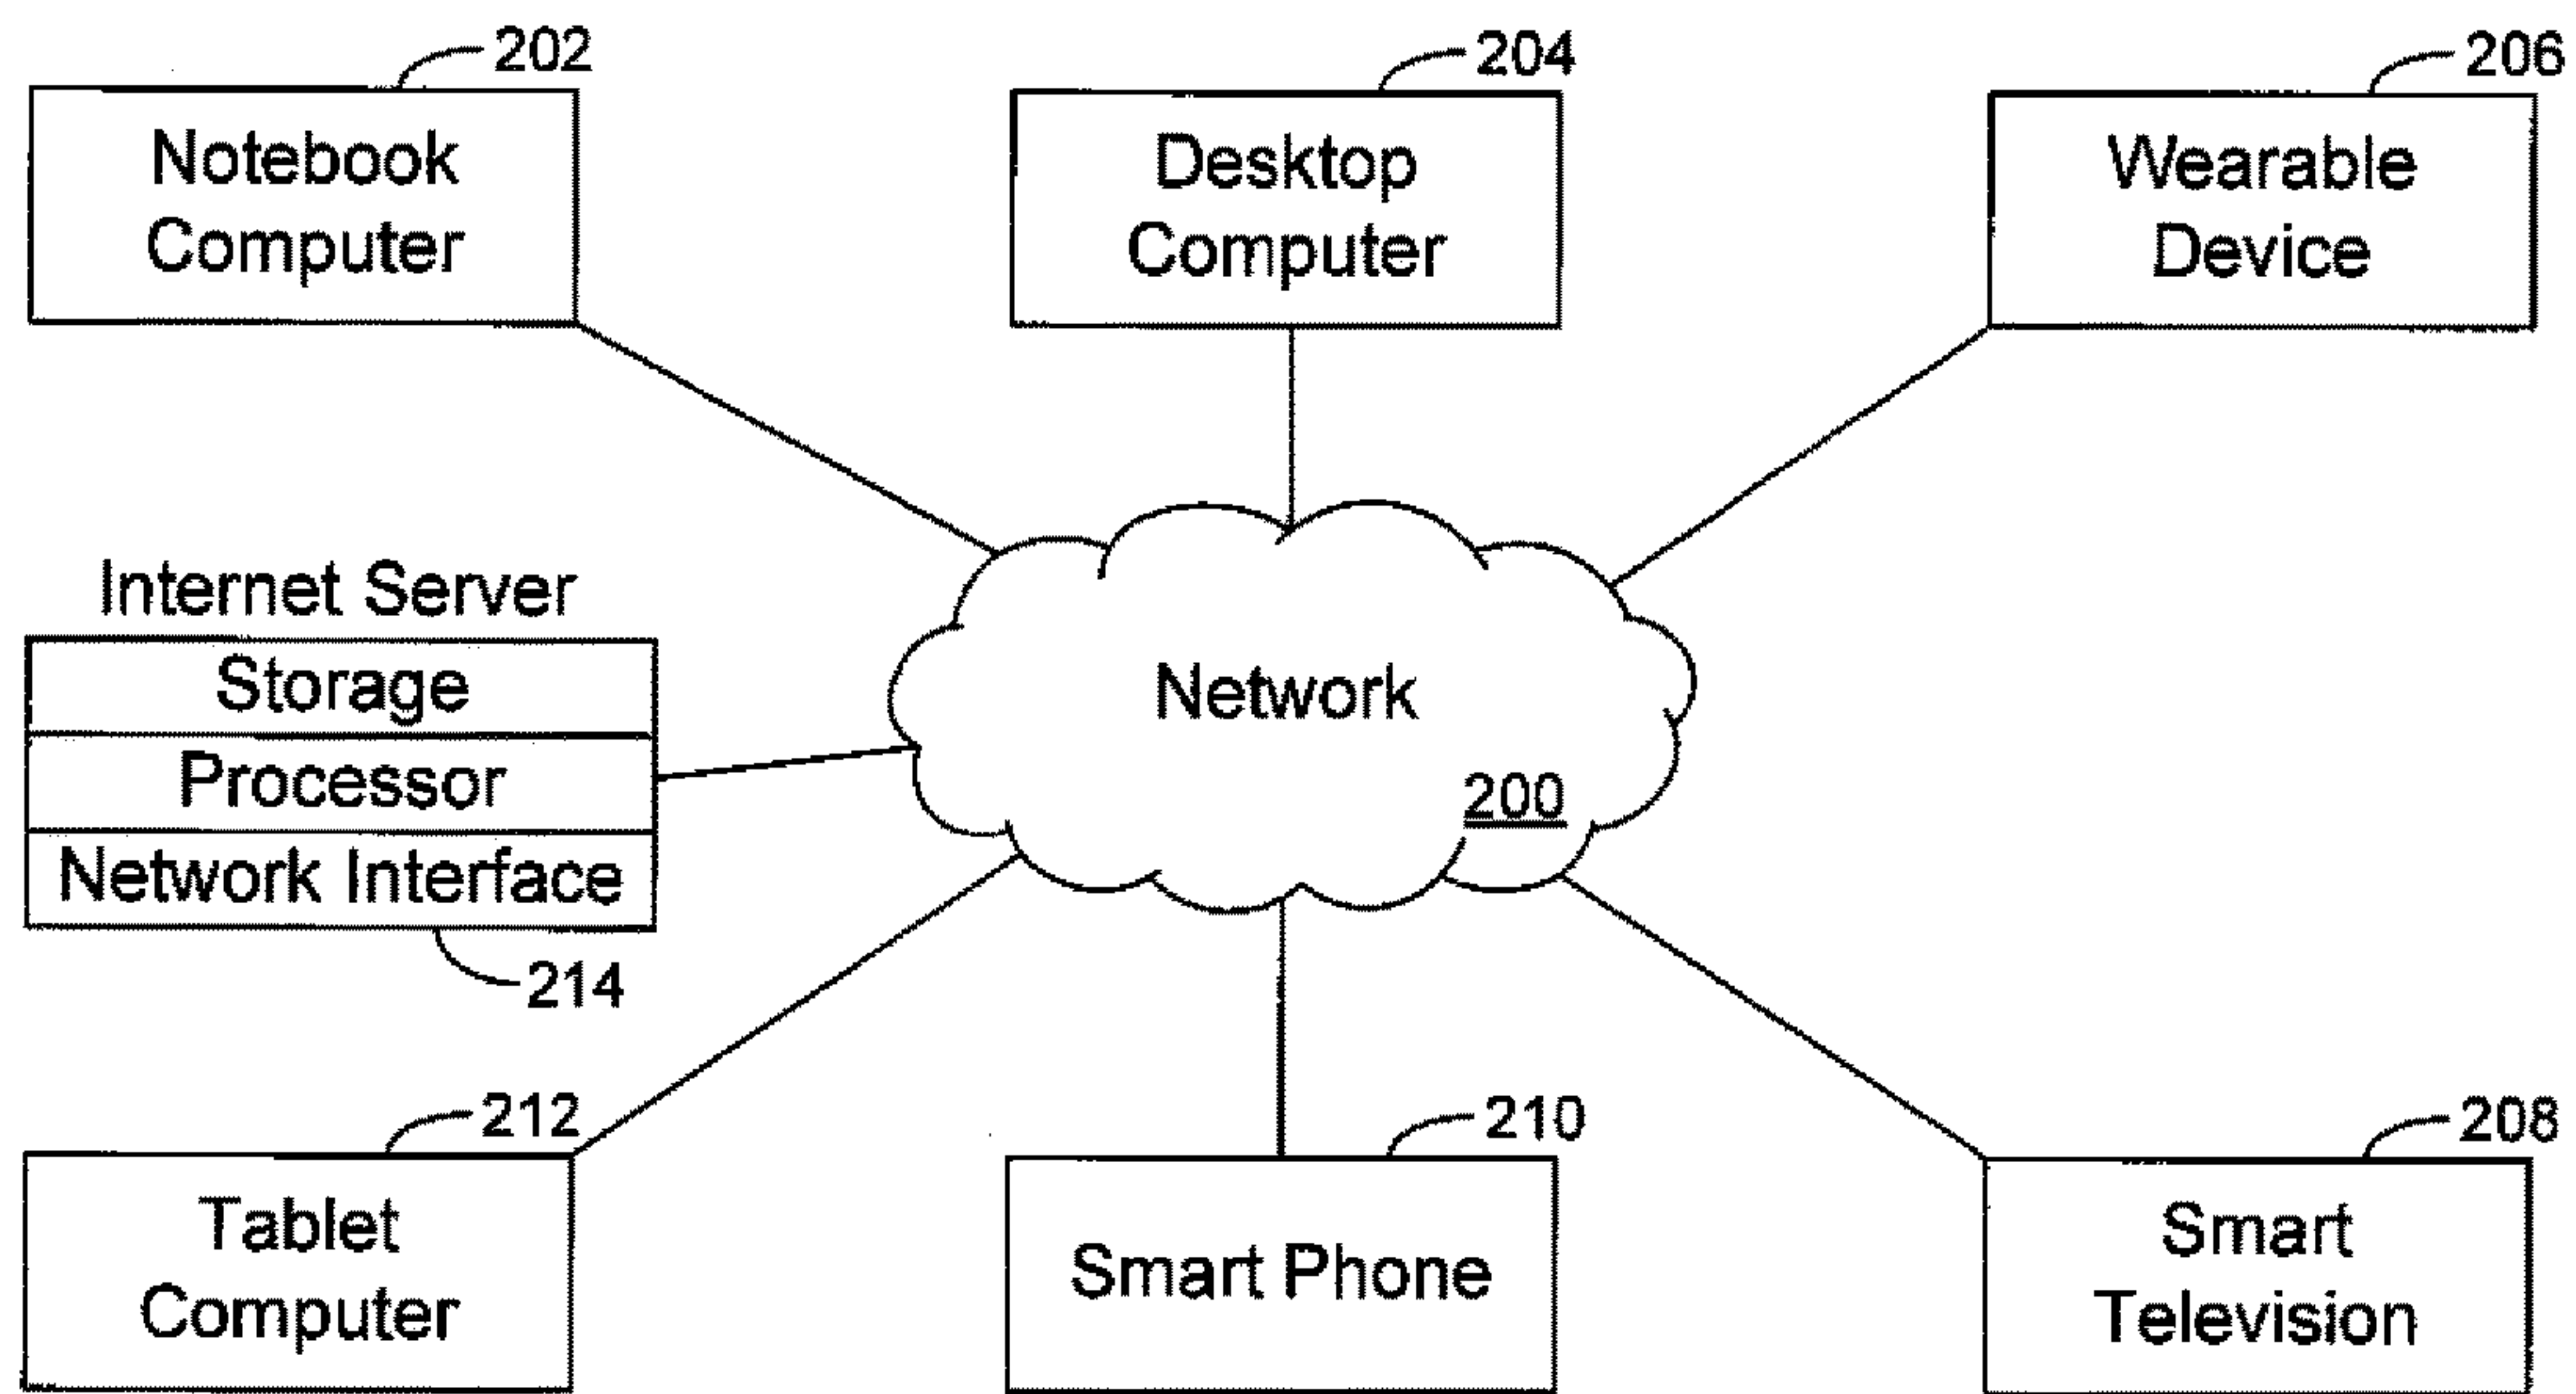 202
Notebook
Computer
204
Desktop
Computer
206
Wearable
Device
Internet Server
Storage
Processor
Network Interface
214
Network
200
212
Tablet
Computer
210
Smart Phone
208
Smart
Television